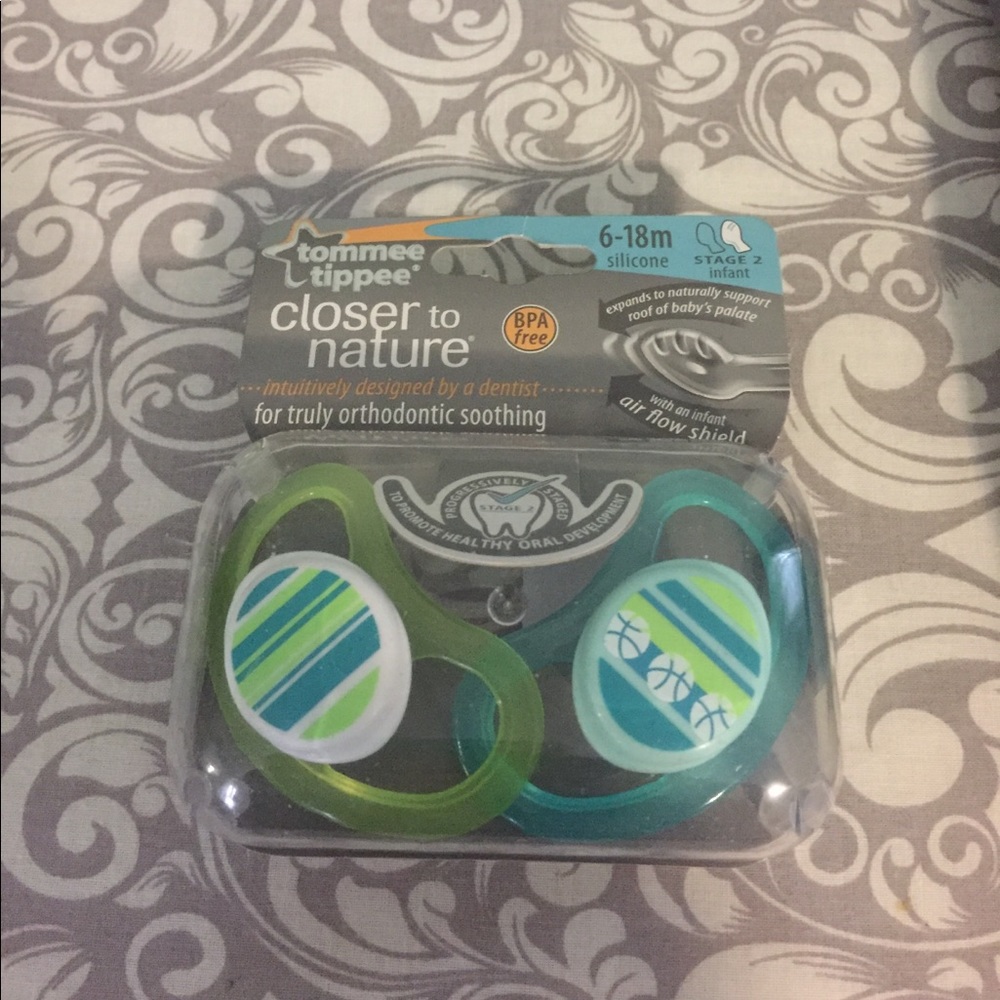 tommee
tippee®
closer to
nature®
BPA
free
intuitively designed by a dentist
for truly orthodontic soothing
6-18m
silicone
STAGE 2
infant
expands to naturally support
roof of baby's palate
with an infant
air flow shield
PROGRESSIVELY STAGED
STAGE 2
TO PROMOTE HEALTHY ORAL DEVELOPMENT